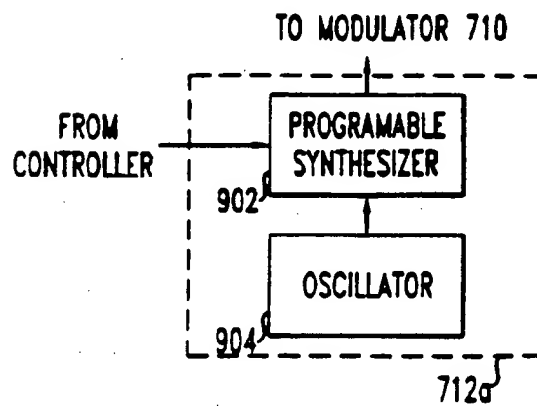 TO MODULATOR 710
FROM
CONTROLLER
PROGRAMABLE
SYNTHESIZER
902
OSCILLATOR
904
712a